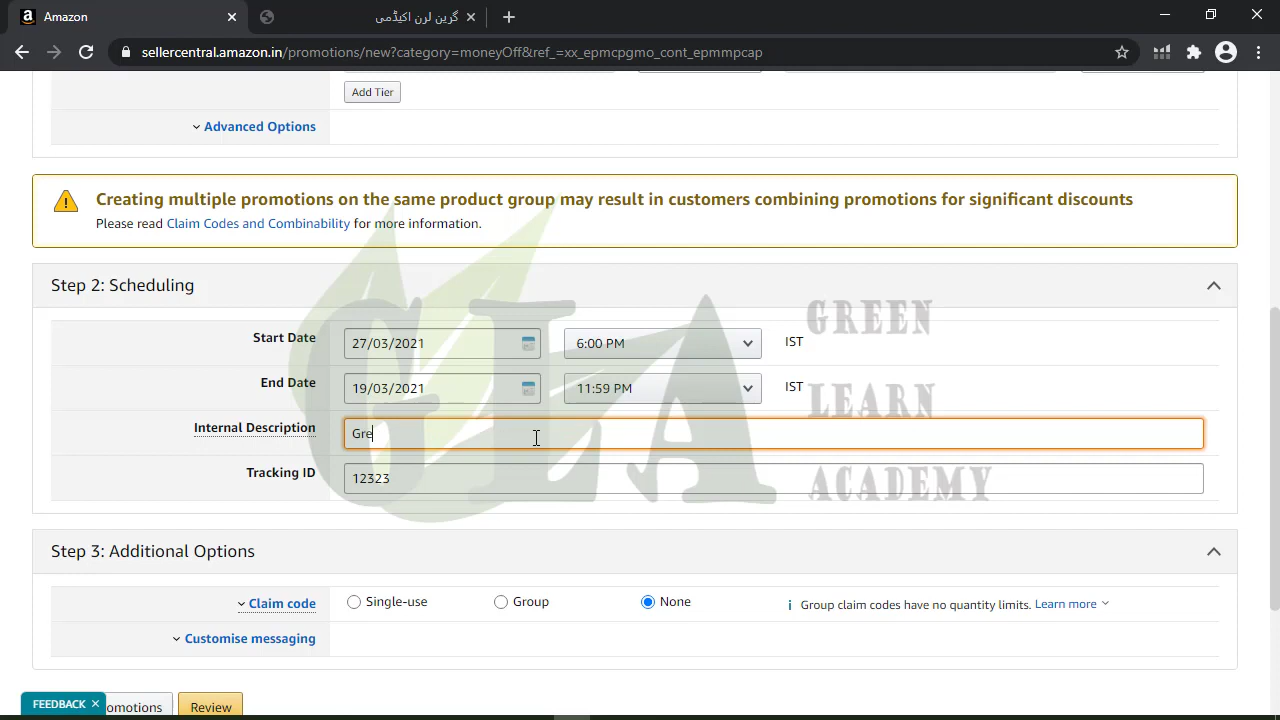 Amazon
گرین لرن اکیڈمی
sellercentral.amazon.in/promotions/new?category=moneyOff&ref_=xx_epmcpgmo_cont_epmmpcap
Add Tier
Advanced Options
Creating multiple promotions on the same product group may result in customers combining promotions for significant discounts
Please read Claim Codes and Combinability for more information.
Step 2: Scheduling
Start Date 27/03/2021 6:00 PM IST
End Date 19/03/2021 11:59 PM IST
Internal Description Gre
Tracking ID 12323
GLA
GREEN
LEARN
ACADEMY
Step 3: Additional Options
Claim code Single-use Group None Group claim codes have no quantity limits. Learn more
Customise messaging
FEEDBACK × omotions Review